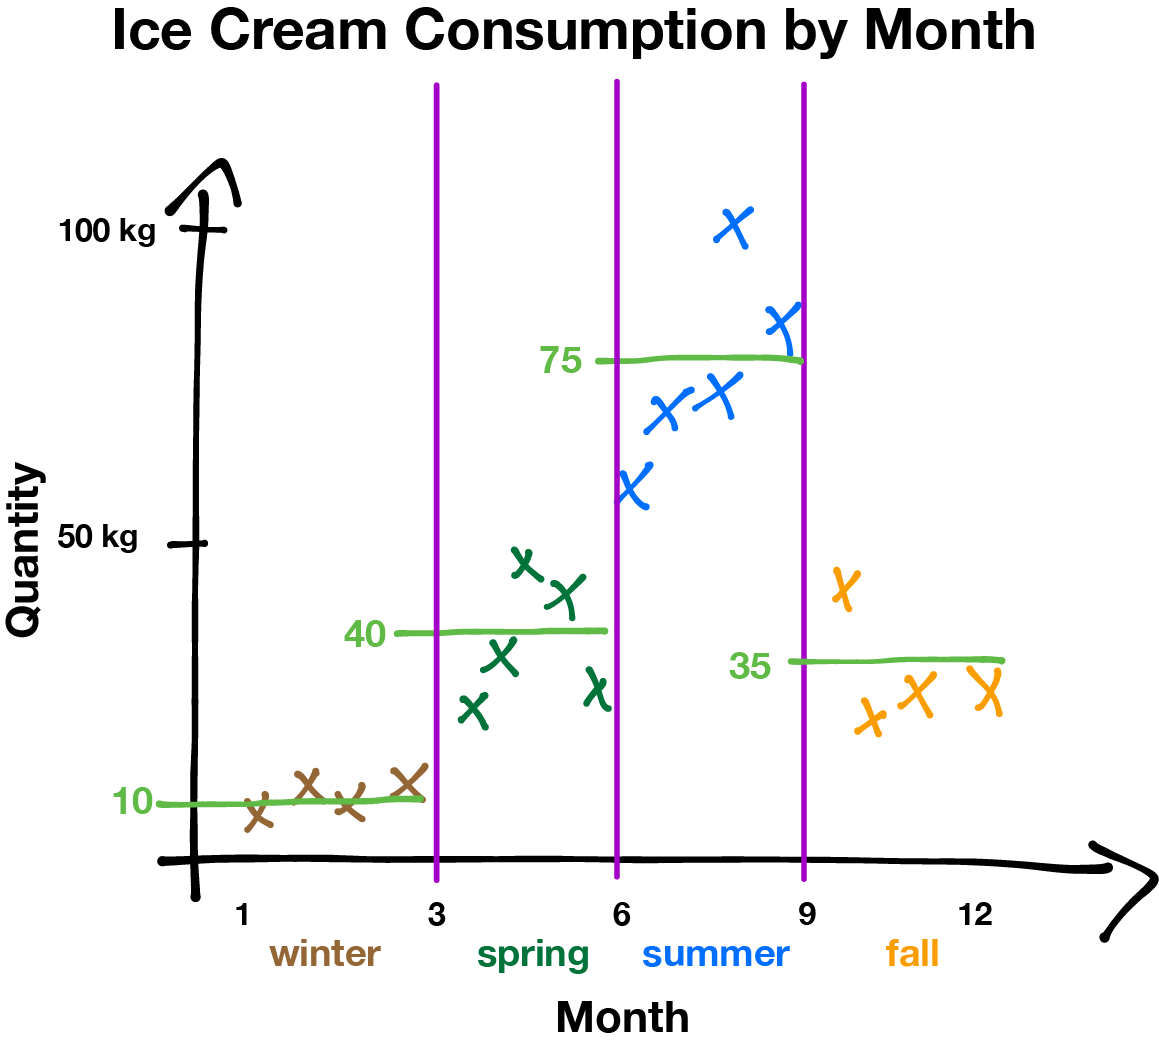 Ice Cream Consumption by Month
100 kg
75
50 kg
40
35
10
Quantity
1 3 6 9 12
winter spring summer fall
Month